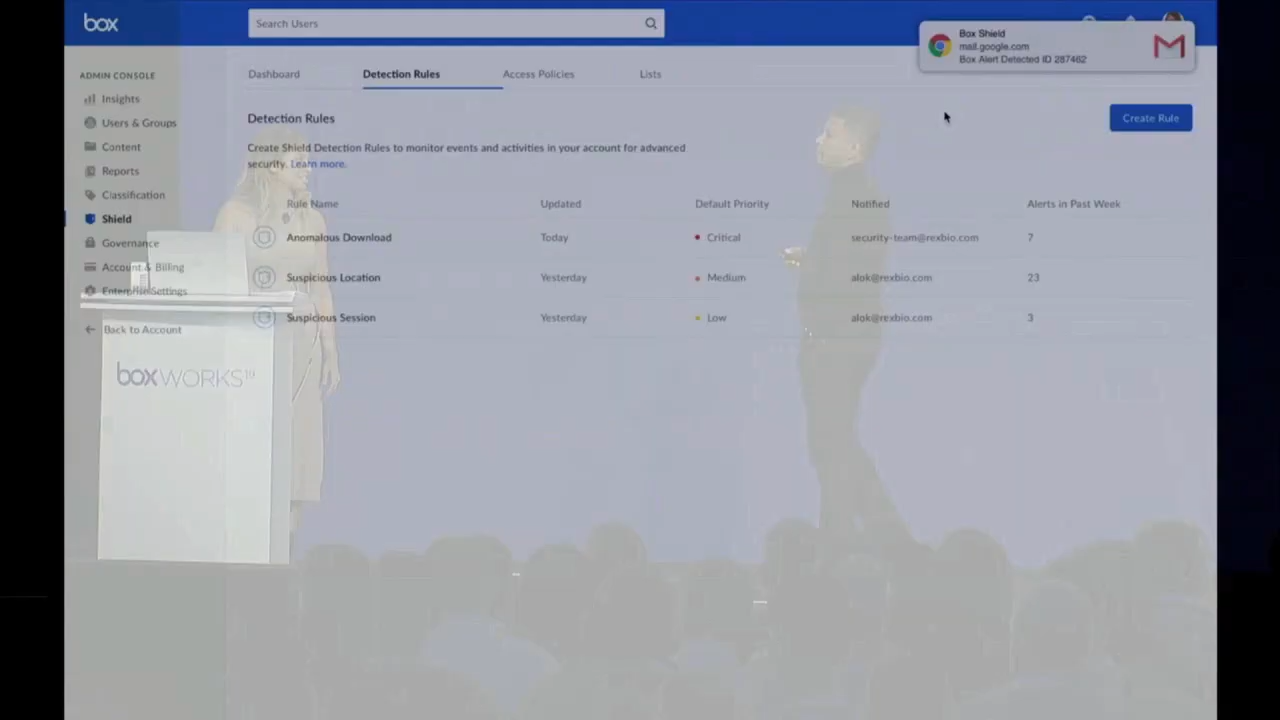 box
Search Users
Box Shield
mail.google.com
Box Alert Detected ID 287462
ADMIN CONSOLE
Insights
Users & Groups
Content
Reports
Classification
Shield
Governance
Account & Billing
Enterprise Settings
Back to Account
Dashboard
Detection Rules
Access Policies
Lists
Detection Rules
Create Rule
Create Shield Detection Rules to monitor events and activities in your account for advanced
security. Learn more.
Rule Name Updated Default Priority Notified Alerts in Past Week
Anomalous Download Today Critical security-team@rexbio.com 7
Suspicious Location Yesterday Medium alok@rexbio.com 23
Suspicious Session Yesterday Low alok@rexbio.com 3
boxWORKS19